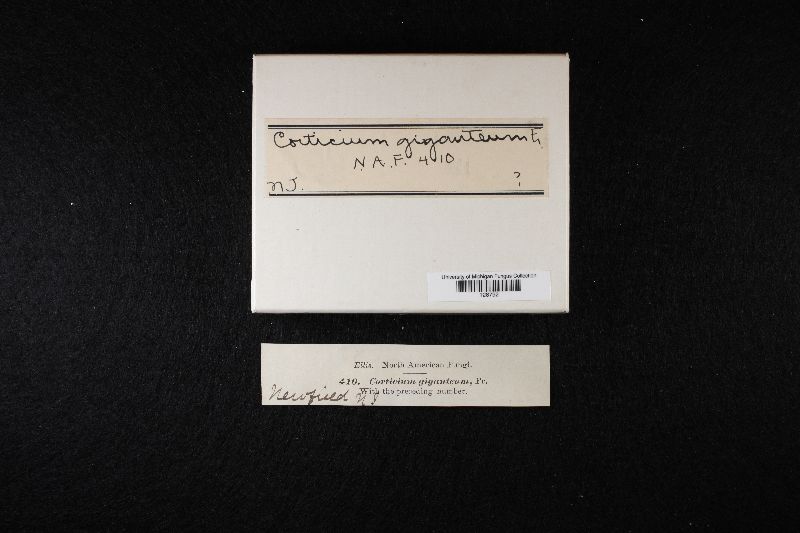 Corticium giganteum Fr.
N.A.F. 410
N.J. ?
University of Michigan Fungus Collection
Ellis. North American Fungi.
410. Corticium giganteum, Fr.
With the preceding number.
Newfield NJ